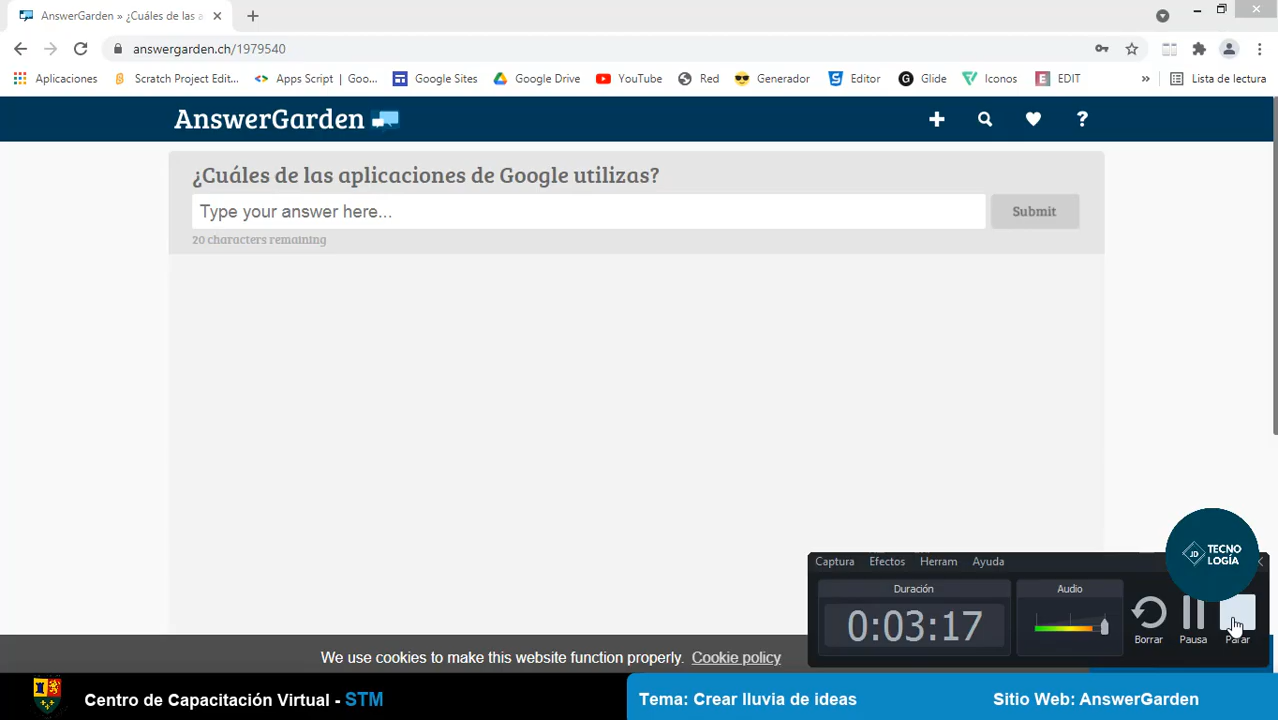 AnswerGarden » ¿Cuáles de las a
answergarden.ch/1979540
Aplicaciones Scratch Project Edit... Apps Script | Goo... Google Sites Google Drive YouTube Red Generador Editor Glide Iconos EDIT » Lista de lectura
AnswerGarden
¿Cuáles de las aplicaciones de Google utilizas?
Type your answer here... Submit
20 characters remaining
Captura Efectos Herram Ayuda
JD TECNO
LOGÍA
Duración Audio
0:03:17
Borrar Pausa Parar
We use cookies to make this website function properly. Cookie policy
Centro de Capacitación Virtual - STM Tema: Crear lluvia de ideas Sitio Web: AnswerGarden